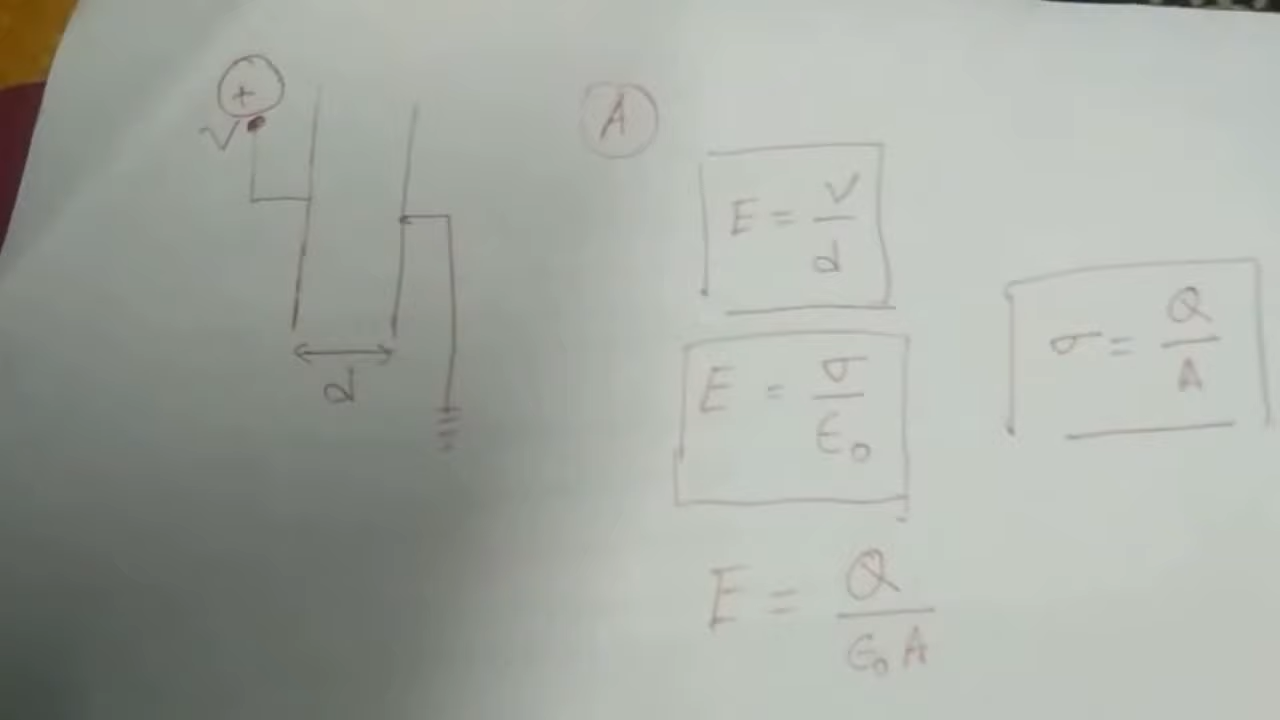 +
V
d
A
E = V/d
E = σ/ε₀
σ = Q/A
E = Q/ε₀A